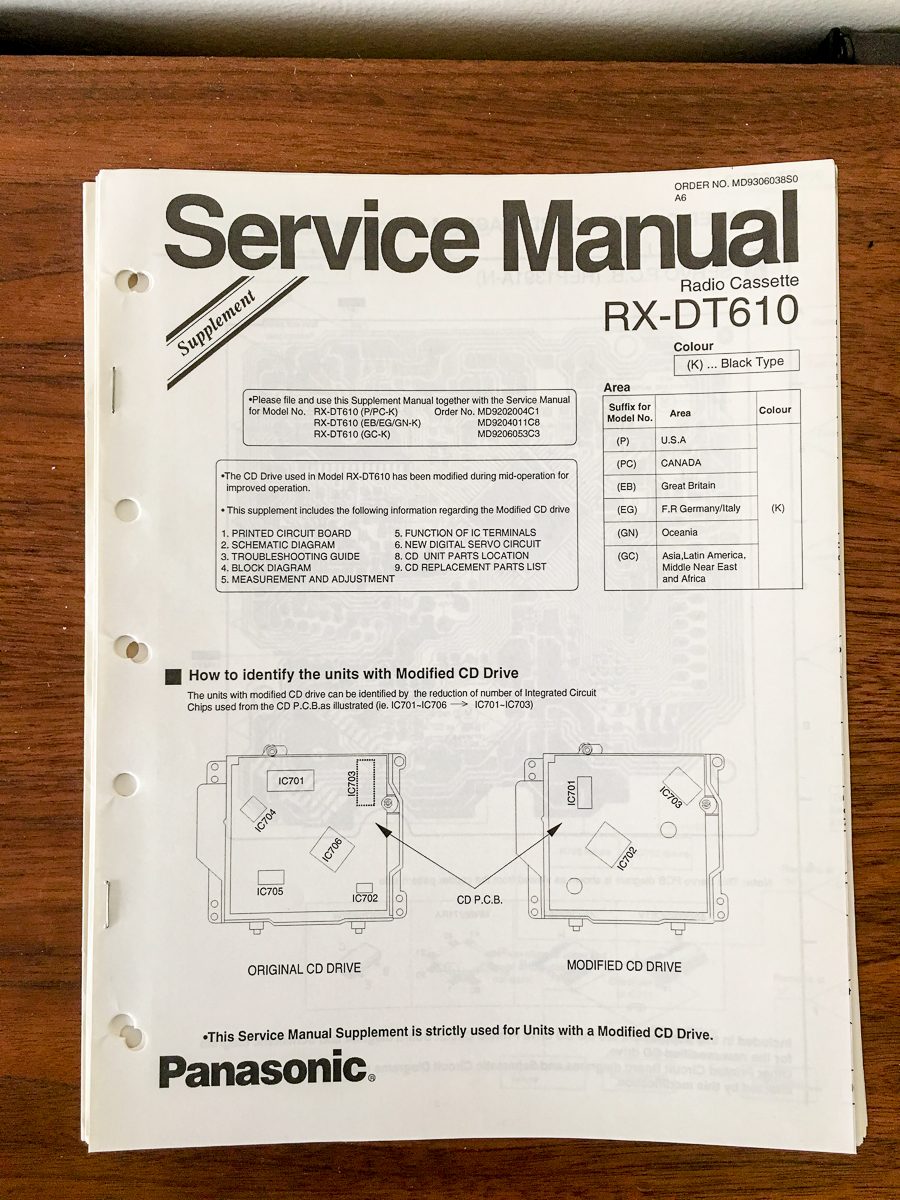 ORDER NO. MD9306038S0
A6
Service Manual
Supplement
Radio Cassette
RX-DT610
Colour
(K) ... Black Type
•Please file and use this Supplement Manual together with the Service Manual
for Model No. RX-DT610 (P/PC-K) Order No. MD9202004C1
RX-DT610 (EB/EG/GN-K) MD9204011C8
RX-DT610 (GC-K) MD9206053C3
•The CD Drive used in Model RX-DT610 has been modified during mid-operation for
improved operation.
• This supplement includes the following information regarding the Modified CD drive
1. PRINTED CIRCUIT BOARD
2. SCHEMATIC DIAGRAM
3. TROUBLESHOOTING GUIDE
4. BLOCK DIAGRAM
5. MEASUREMENT AND ADJUSTMENT
5. FUNCTION OF IC TERMINALS
6. NEW DIGITAL SERVO CIRCUIT
8. CD UNIT PARTS LOCATION
9. CD REPLACEMENT PARTS LIST
Area
Suffix for Model No. Area Colour
(P) U.S.A
(PC) CANADA
(EB) Great Britain
(EG) F.R Germany/Italy (K)
(GN) Oceania
(GC) Asia,Latin America,
Middle Near East
and Africa
■ How to identify the units with Modified CD Drive
The units with modified CD drive can be identified by the reduction of number of Integrated Circuit
Chips used from the CD P.C.B.as illustrated (ie. IC701~IC706 → IC701~IC703)
IC701
IC703
IC704
IC706
IC705
IC702
CD P.C.B.
IC701
IC703
IC702
ORIGINAL CD DRIVE
MODIFIED CD DRIVE
•This Service Manual Supplement is strictly used for Units with a Modified CD Drive.
Panasonic®